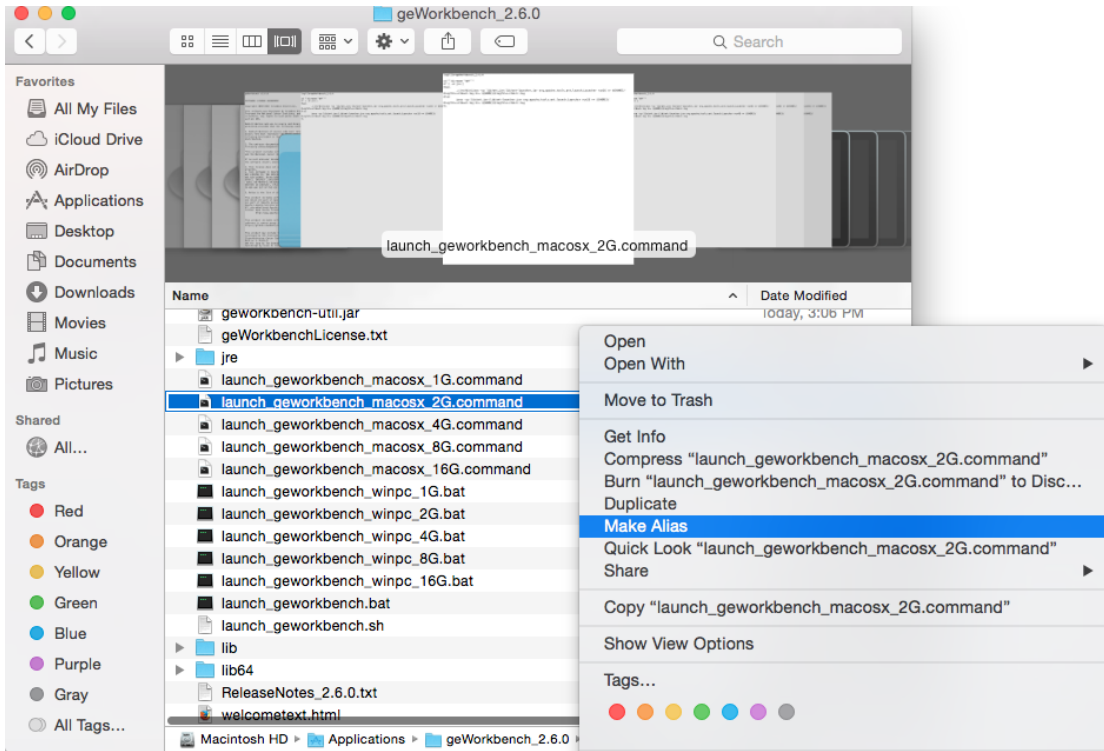 geWorkbench_2.6.0
Search
Favorites
All My Files
iCloud Drive
AirDrop
Applications
Desktop
Documents
Downloads
Movies
Music
Pictures
Shared
All...
Tags
Red
Orange
Yellow
Green
Blue
Purple
Gray
All Tags...
launch_geworkbench_macosx_2G.command
Name
Date Modified
geworkbench-util.jar
Today, 3:06 PM
geWorkbenchLicense.txt
jre
launch_geworkbench_macosx_1G.command
launch_geworkbench_macosx_2G.command
launch_geworkbench_macosx_4G.command
launch_geworkbench_macosx_8G.command
launch_geworkbench_macosx_16G.command
launch_geworkbench_winpc_1G.bat
launch_geworkbench_winpc_2G.bat
launch_geworkbench_winpc_4G.bat
launch_geworkbench_winpc_8G.bat
launch_geworkbench_winpc_16G.bat
launch_geworkbench.bat
launch_geworkbench.sh
lib
lib64
ReleaseNotes_2.6.0.txt
welcometext.html
Macintosh HD ▸ Applications ▸ geWorkbench_2.6.0
Open
Open With
Move to Trash
Get Info
Compress “launch_geworkbench_macosx_2G.command”
Burn “launch_geworkbench_macosx_2G.command” to Disc...
Duplicate
Make Alias
Quick Look “launch_geworkbench_macosx_2G.command”
Share
Copy “launch_geworkbench_macosx_2G.command”
Show View Options
Tags...